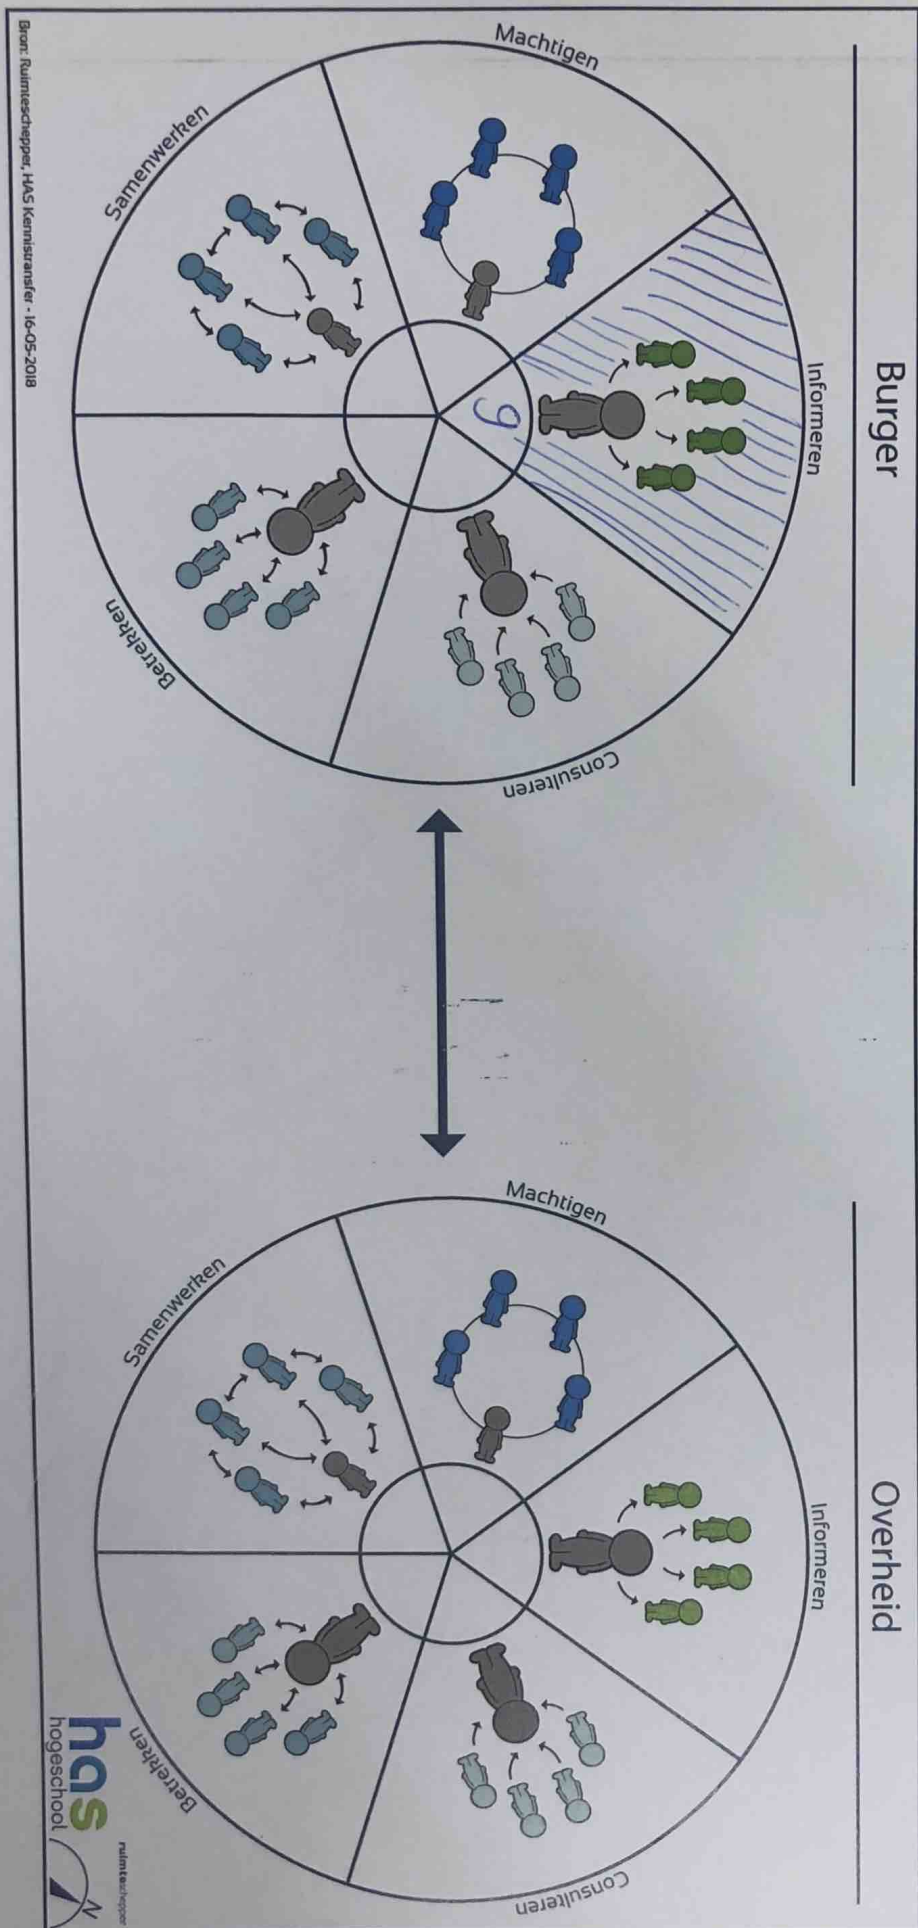 Burger
Overheid
Informeren
Consulteren
Betrekken
Samenwerken
Machtigen
9
Informeren
Consulteren
Betrekken
Samenwerken
Machtigen
Bron: Ruimteschepper, HAS Kennistransfer - 16-05-2018
has
hogeschool
ruimteschepper
N